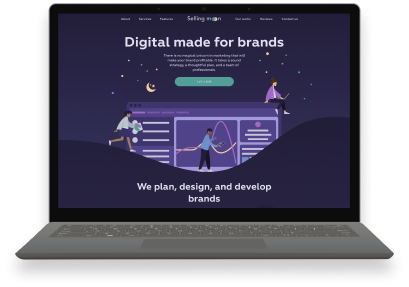 About Services Features Selling moon Our works Reviews Contact us
Digital made for brands
There is no magical unicorn in marketing that will
make your brand profitable. It takes a sound
strategy, a thoughtful plan, and a team of
professionals.
We plan, design, and develop
brands